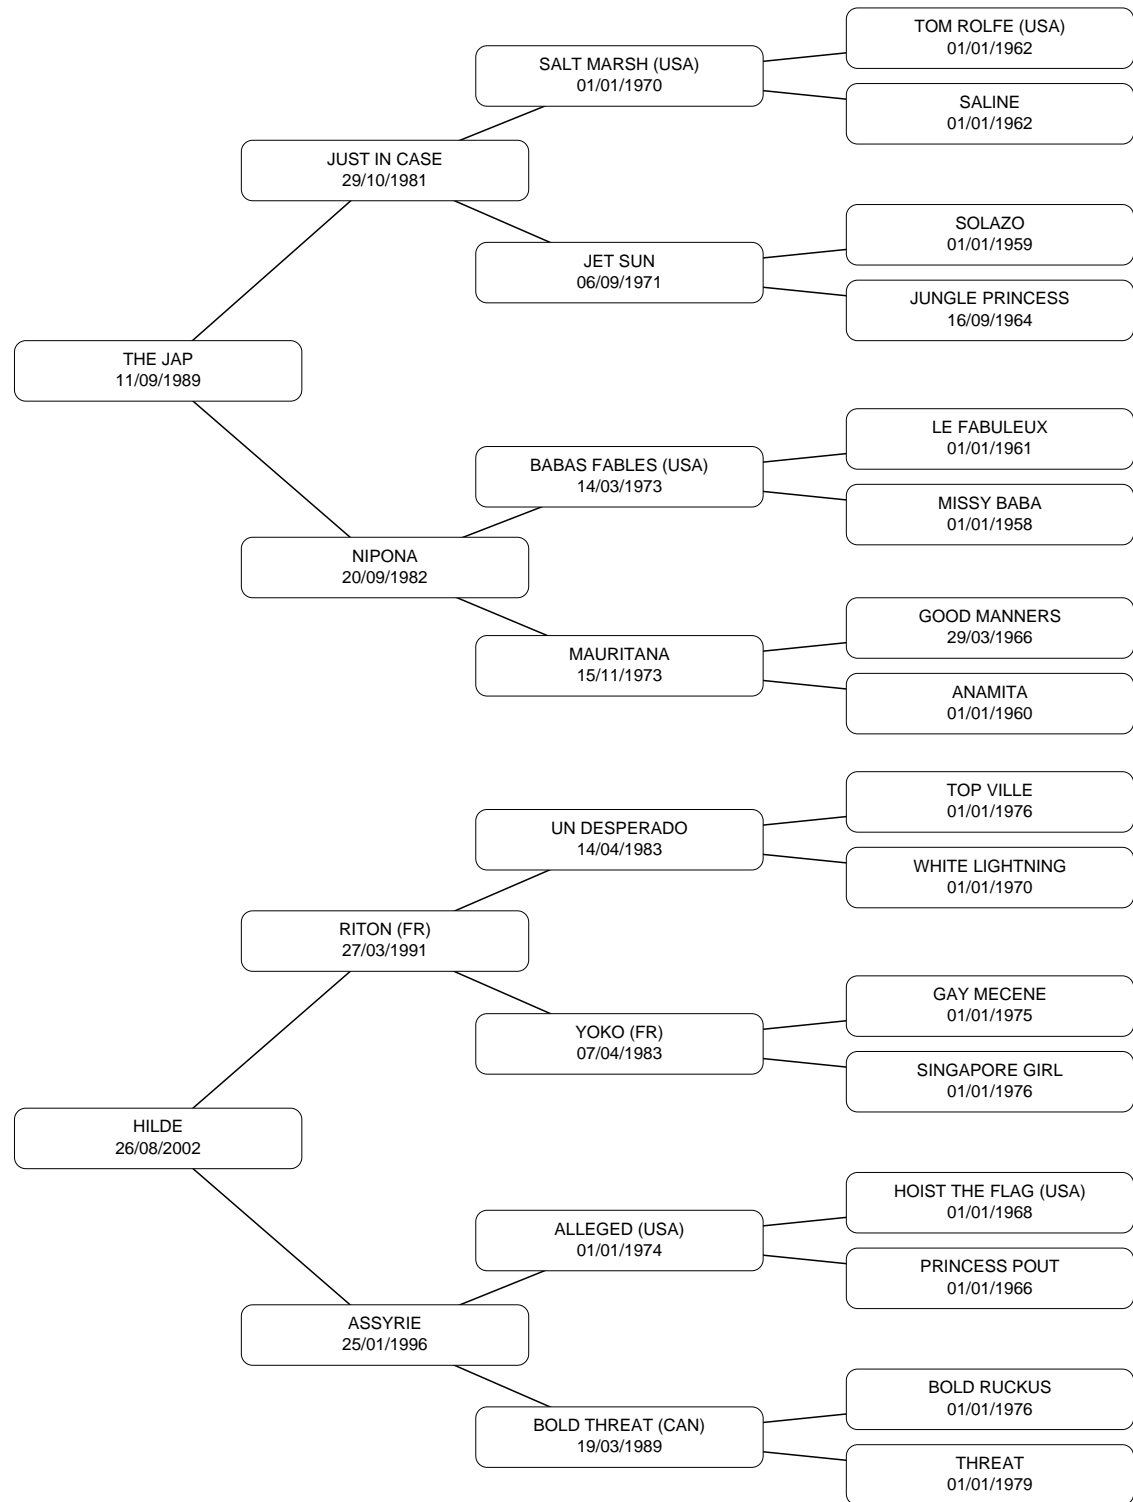 TOM ROLFE (USA)
01/01/1962
SALT MARSH (USA)
01/01/1970
SALINE
01/01/1962
JUST IN CASE
29/10/1981
SOLAZO
01/01/1959
JET SUN
06/09/1971
JUNGLE PRINCESS
16/09/1964
THE JAP
11/09/1989
LE FABULEUX
01/01/1961
BABAS FABLES (USA)
14/03/1973
MISSY BABA
01/01/1958
NIPONA
20/09/1982
GOOD MANNERS
29/03/1966
MAURITANA
15/11/1973
ANAMITA
01/01/1960
TOP VILLE
01/01/1976
UN DESPERADO
14/04/1983
WHITE LIGHTNING
01/01/1970
RITON (FR)
27/03/1991
GAY MECENE
01/01/1975
YOKO (FR)
07/04/1983
SINGAPORE GIRL
01/01/1976
HILDE
26/08/2002
HOIST THE FLAG (USA)
01/01/1968
ALLEGED (USA)
01/01/1974
PRINCESS POUT
01/01/1966
ASSYRIE
25/01/1996
BOLD RUCKUS
01/01/1976
BOLD THREAT (CAN)
19/03/1989
THREAT
01/01/1979